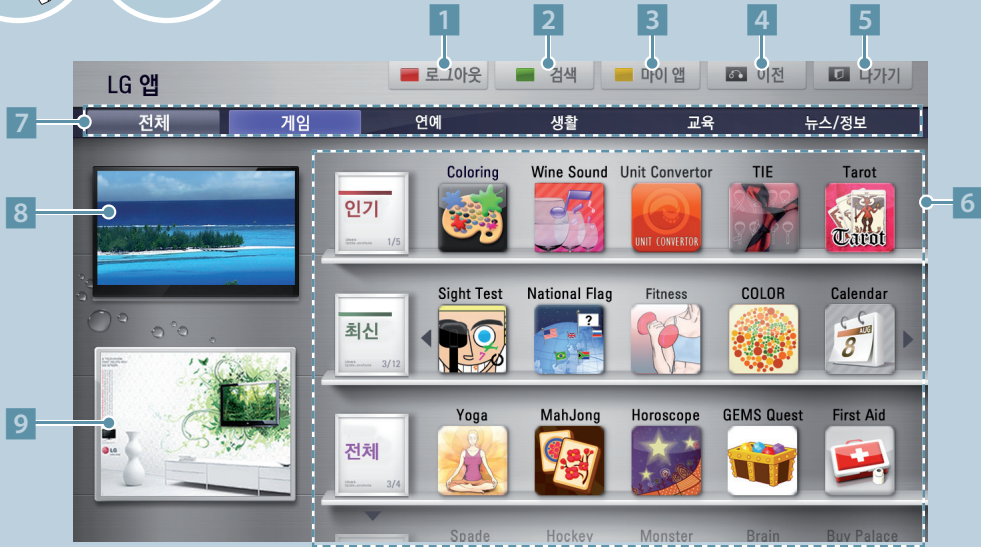 1 2 3 4 5
LG 앱
로그아웃 검색 마이 앱 이전 나가기
7
전체 게임 연예 생활 교육 뉴스/정보
8
6
Coloring Wine Sound Unit Convertor TIE Tarot
인기
1/5
UNIT CONVERTOR
Tarot
Sight Test National Flag Fitness COLOR Calendar
최신
3/12
?
7
AUG
8
9
LG
Yoga MahJong Horoscope GEMS Quest First Aid
전체
3/4
Spade Hockey Monster Brain Buy Palace